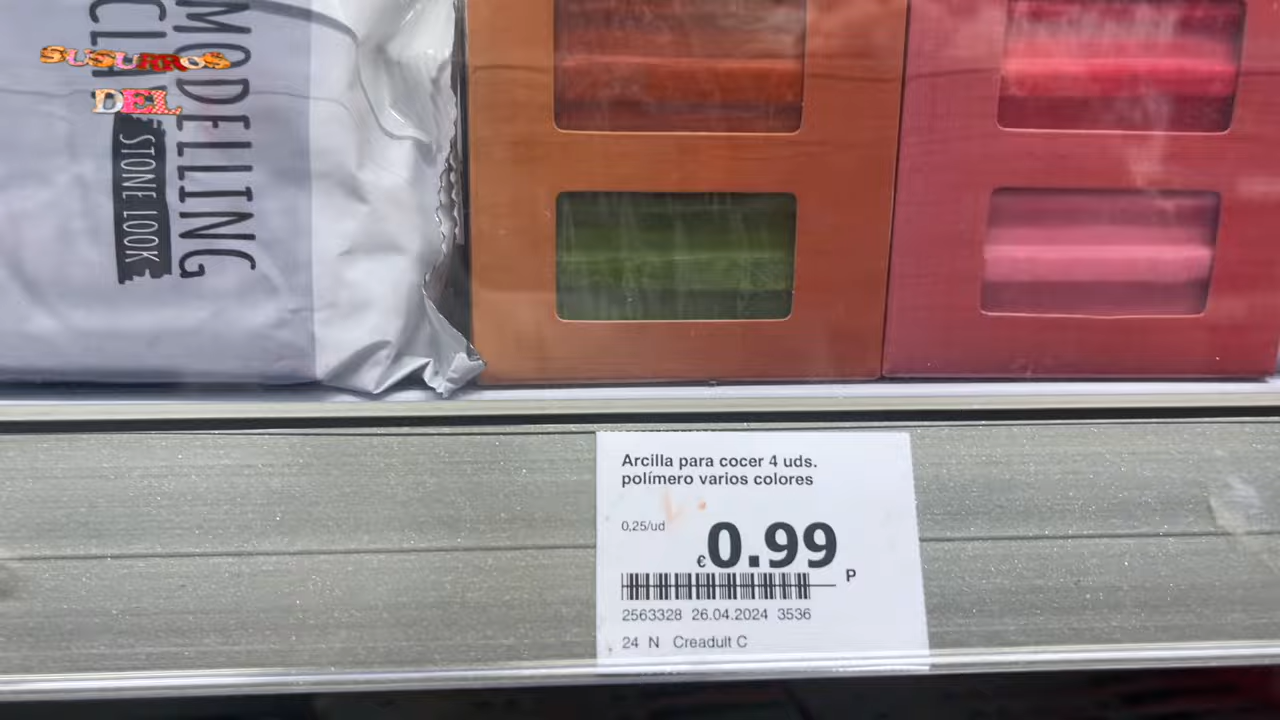 SUSURROS
DEL
MODELLING
CLAY
STONE LOOK
Arcilla para cocer 4 uds.
polímero varios colores
0,25/ud
€0.99
P
2563328 26.04.2024 3536
24 N Creadult C